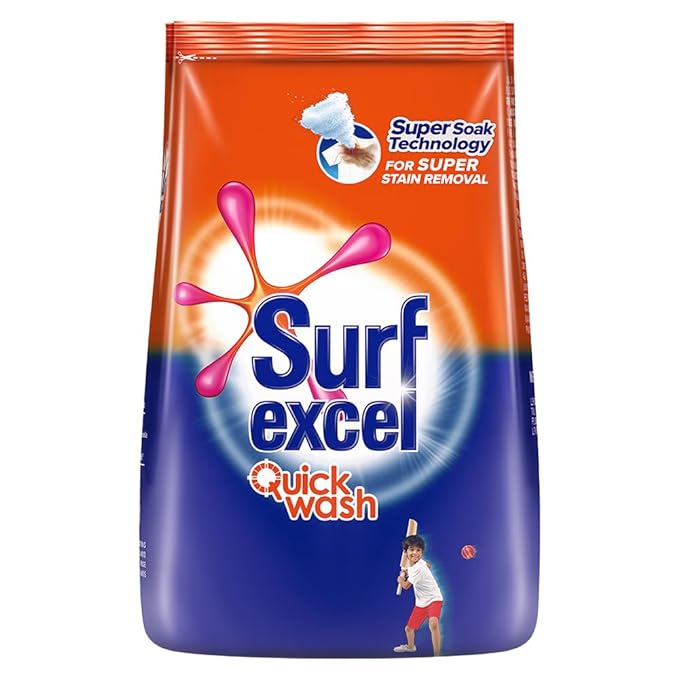 Super Soak
Technology
FOR SUPER
STAIN REMOVAL
Surf
excel
Quick
wash